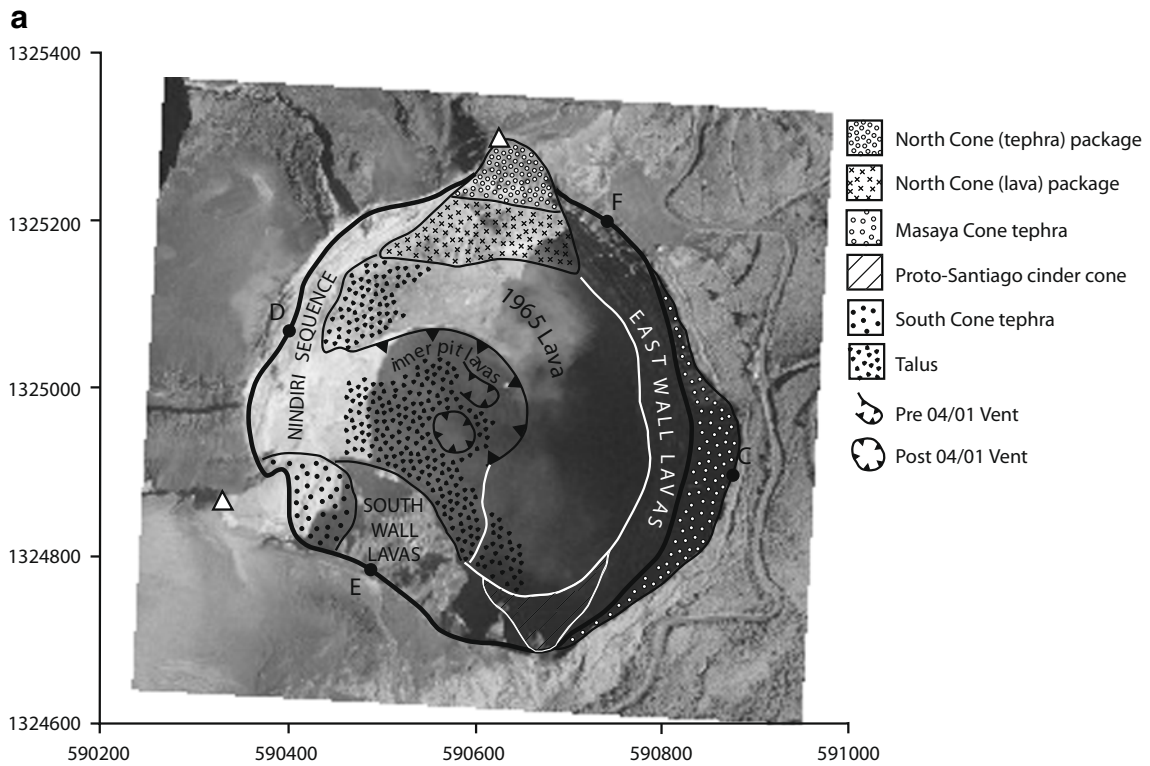 a
1325400
1325200
1325000
1324800
1324600
590200
590400
590600
590800
591000
F
D
C
E
NINDIRI SEQUENCE
1965 Lava
inner pit lavas
EAST WALL LAVAS
SOUTH
WALL
LAVAS
North Cone (tephra) package
North Cone (lava) package
Masaya Cone tephra
Proto-Santiago cinder cone
South Cone tephra
Talus
Pre 04/01 Vent
Post 04/01 Vent